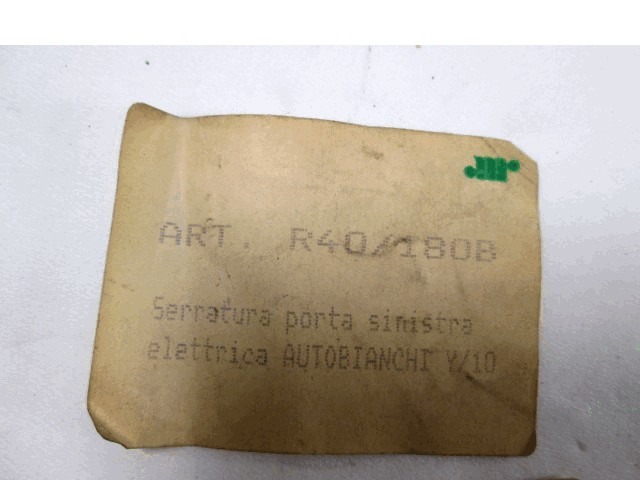 ART. R40/180B
Serratura porta sinistra
elettrica AUTOBIANCHI Y/10